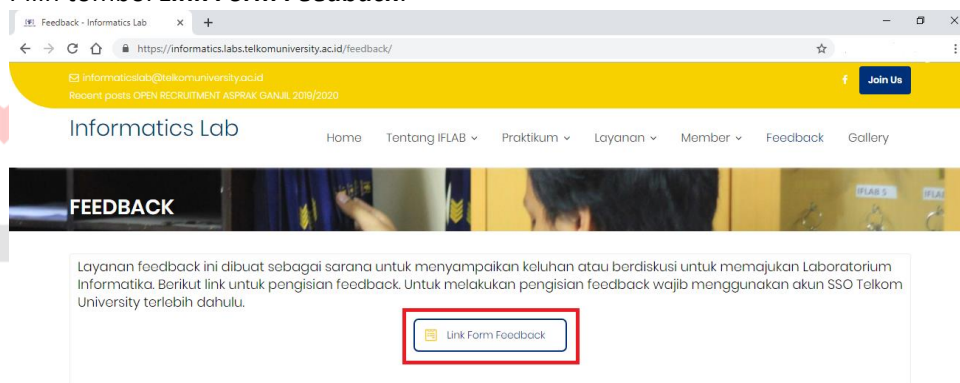 Feedback - Informatics Lab
https://informatics.labs.telkomuniversity.ac.id/feedback/
informaticslab@telkomuniversity.ac.id
Recent posts OPEN RECRUITMENT ASPRAK GANJIL 2019/2020
Join Us
Informatics Lab
Home Tentang IFLAB Praktikum Layanan Member Feedback Gallery
IFLAB S
FEEDBACK
Layanan feedback ini dibuat sebagai sarana untuk menyampaikan keluhan atau berdiskusi untuk memajukan Laboratorium
Informatika. Berikut link untuk pengisian feedback. Untuk melakukan pengisian feedback wajib menggunakan akun SSO Telkom
University terlebih dahulu.
Link Form Feedback